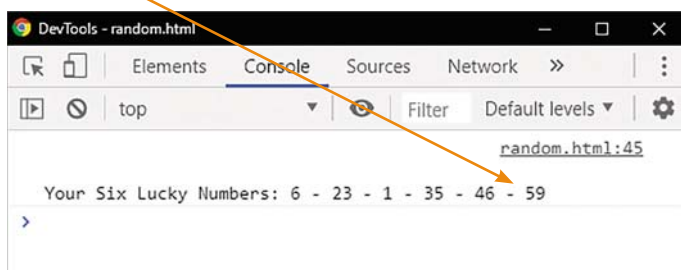 DevTools - random.html
Elements Console Sources Network »
top Filter Default levels ▼
random.html:45
Your Six Lucky Numbers: 6 - 23 - 1 - 35 - 46 - 59
>